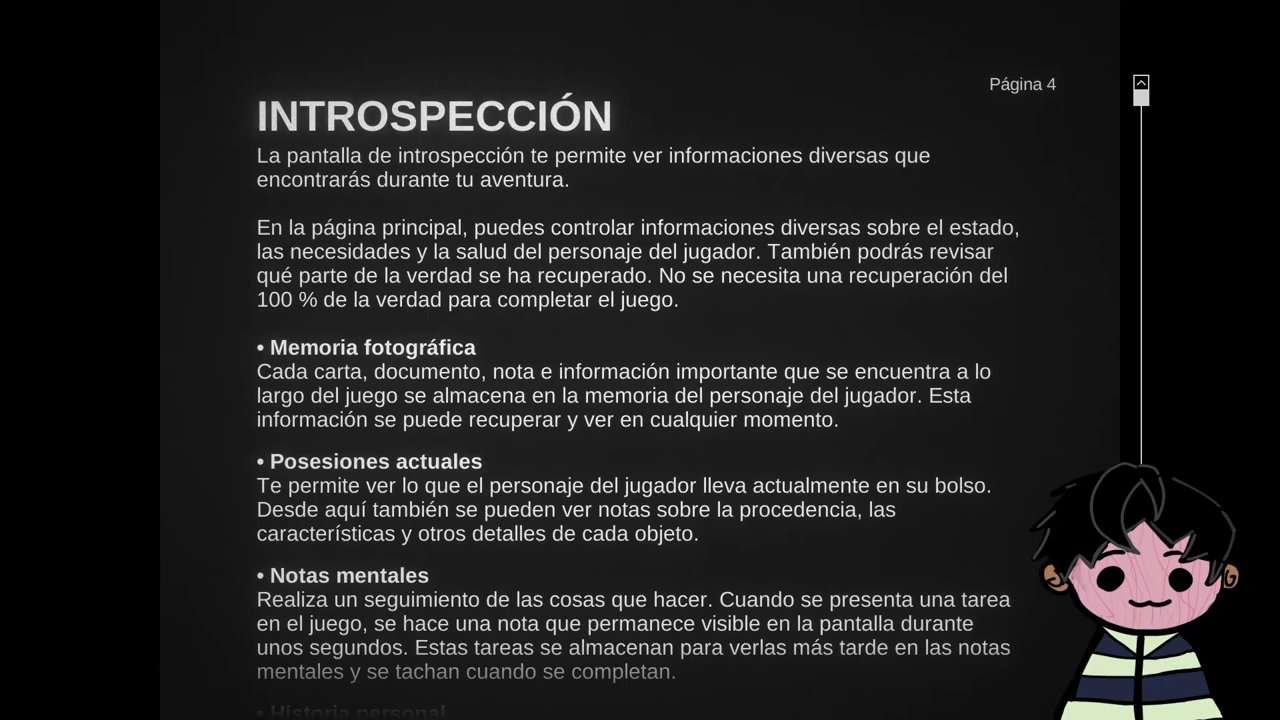 Página 4
INTROSPECCIÓN
La pantalla de introspección te permite ver informaciones diversas que
encontrarás durante tu aventura.
En la página principal, puedes controlar informaciones diversas sobre el estado,
las necesidades y la salud del personaje del jugador. También podrás revisar
qué parte de la verdad se ha recuperado. No se necesita una recuperación del
100 % de la verdad para completar el juego.
• Memoria fotográfica
Cada carta, documento, nota e información importante que se encuentra a lo
largo del juego se almacena en la memoria del personaje del jugador. Esta
información se puede recuperar y ver en cualquier momento.
• Posesiones actuales
Te permite ver lo que el personaje del jugador lleva actualmente en su bolso.
Desde aquí también se pueden ver notas sobre la procedencia, las
características y otros detalles de cada objeto.
• Notas mentales
Realiza un seguimiento de las cosas que hacer. Cuando se presenta una tarea
en el juego, se hace una nota que permanece visible en la pantalla durante
unos segundos. Estas tareas se almacenan para verlas más tarde en las notas
mentales y se tachan cuando se completan.
• Historia personal